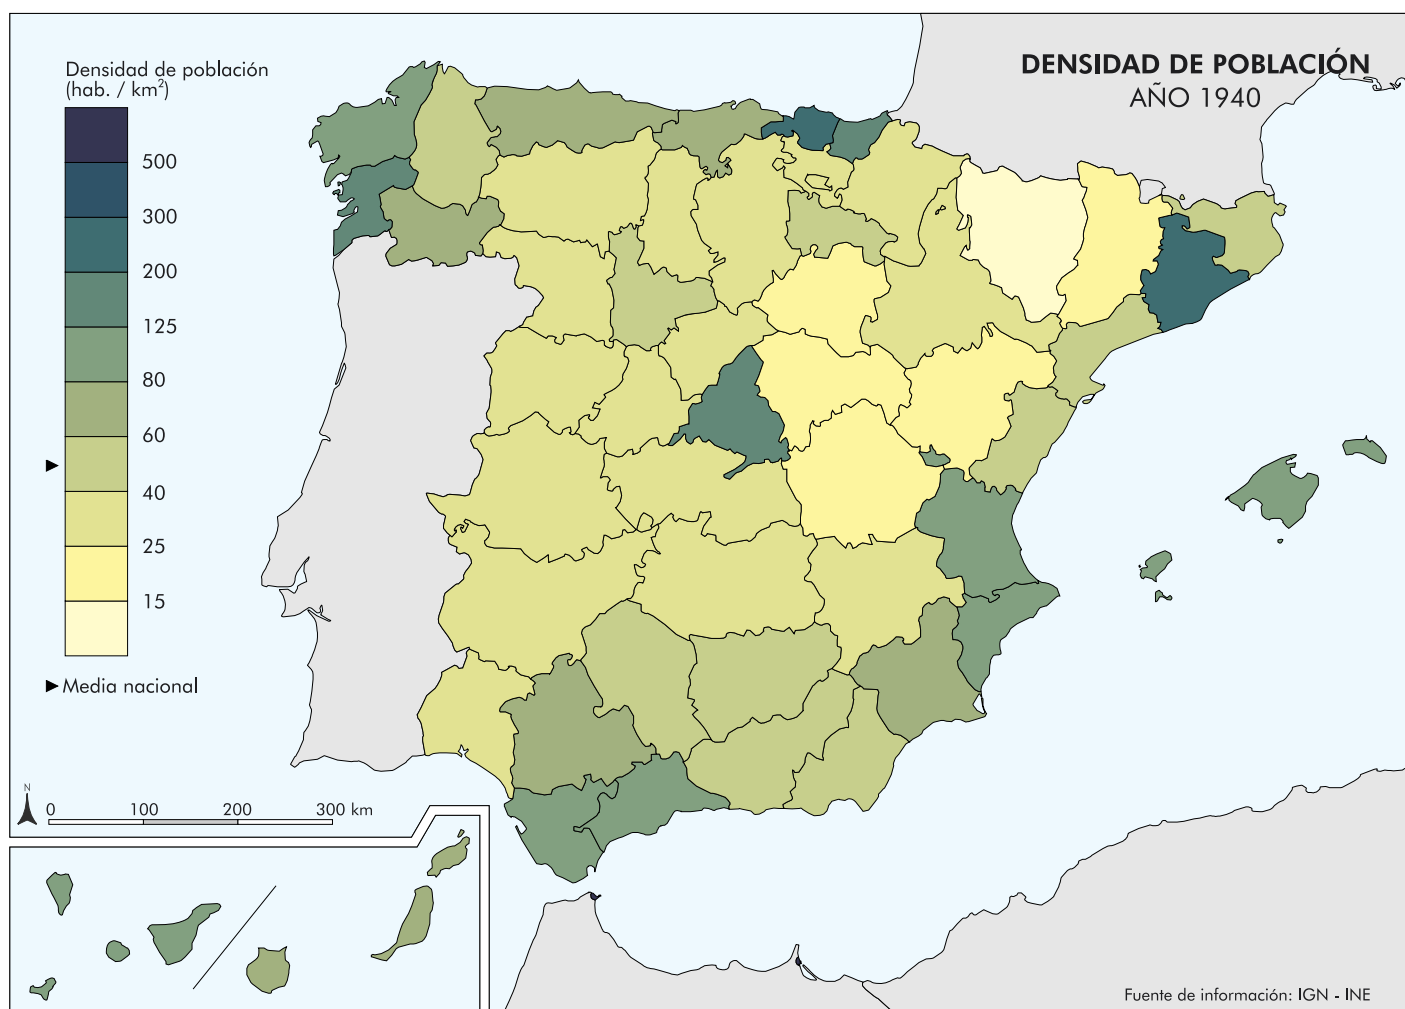 DENSIDAD DE POBLACIÓN
AÑO 1940
Densidad de población
(hab. / km²)
500
300
200
125
80
60
40
25
15
Media nacional
N
0 100 200 300 km
Fuente de información: IGN - INE